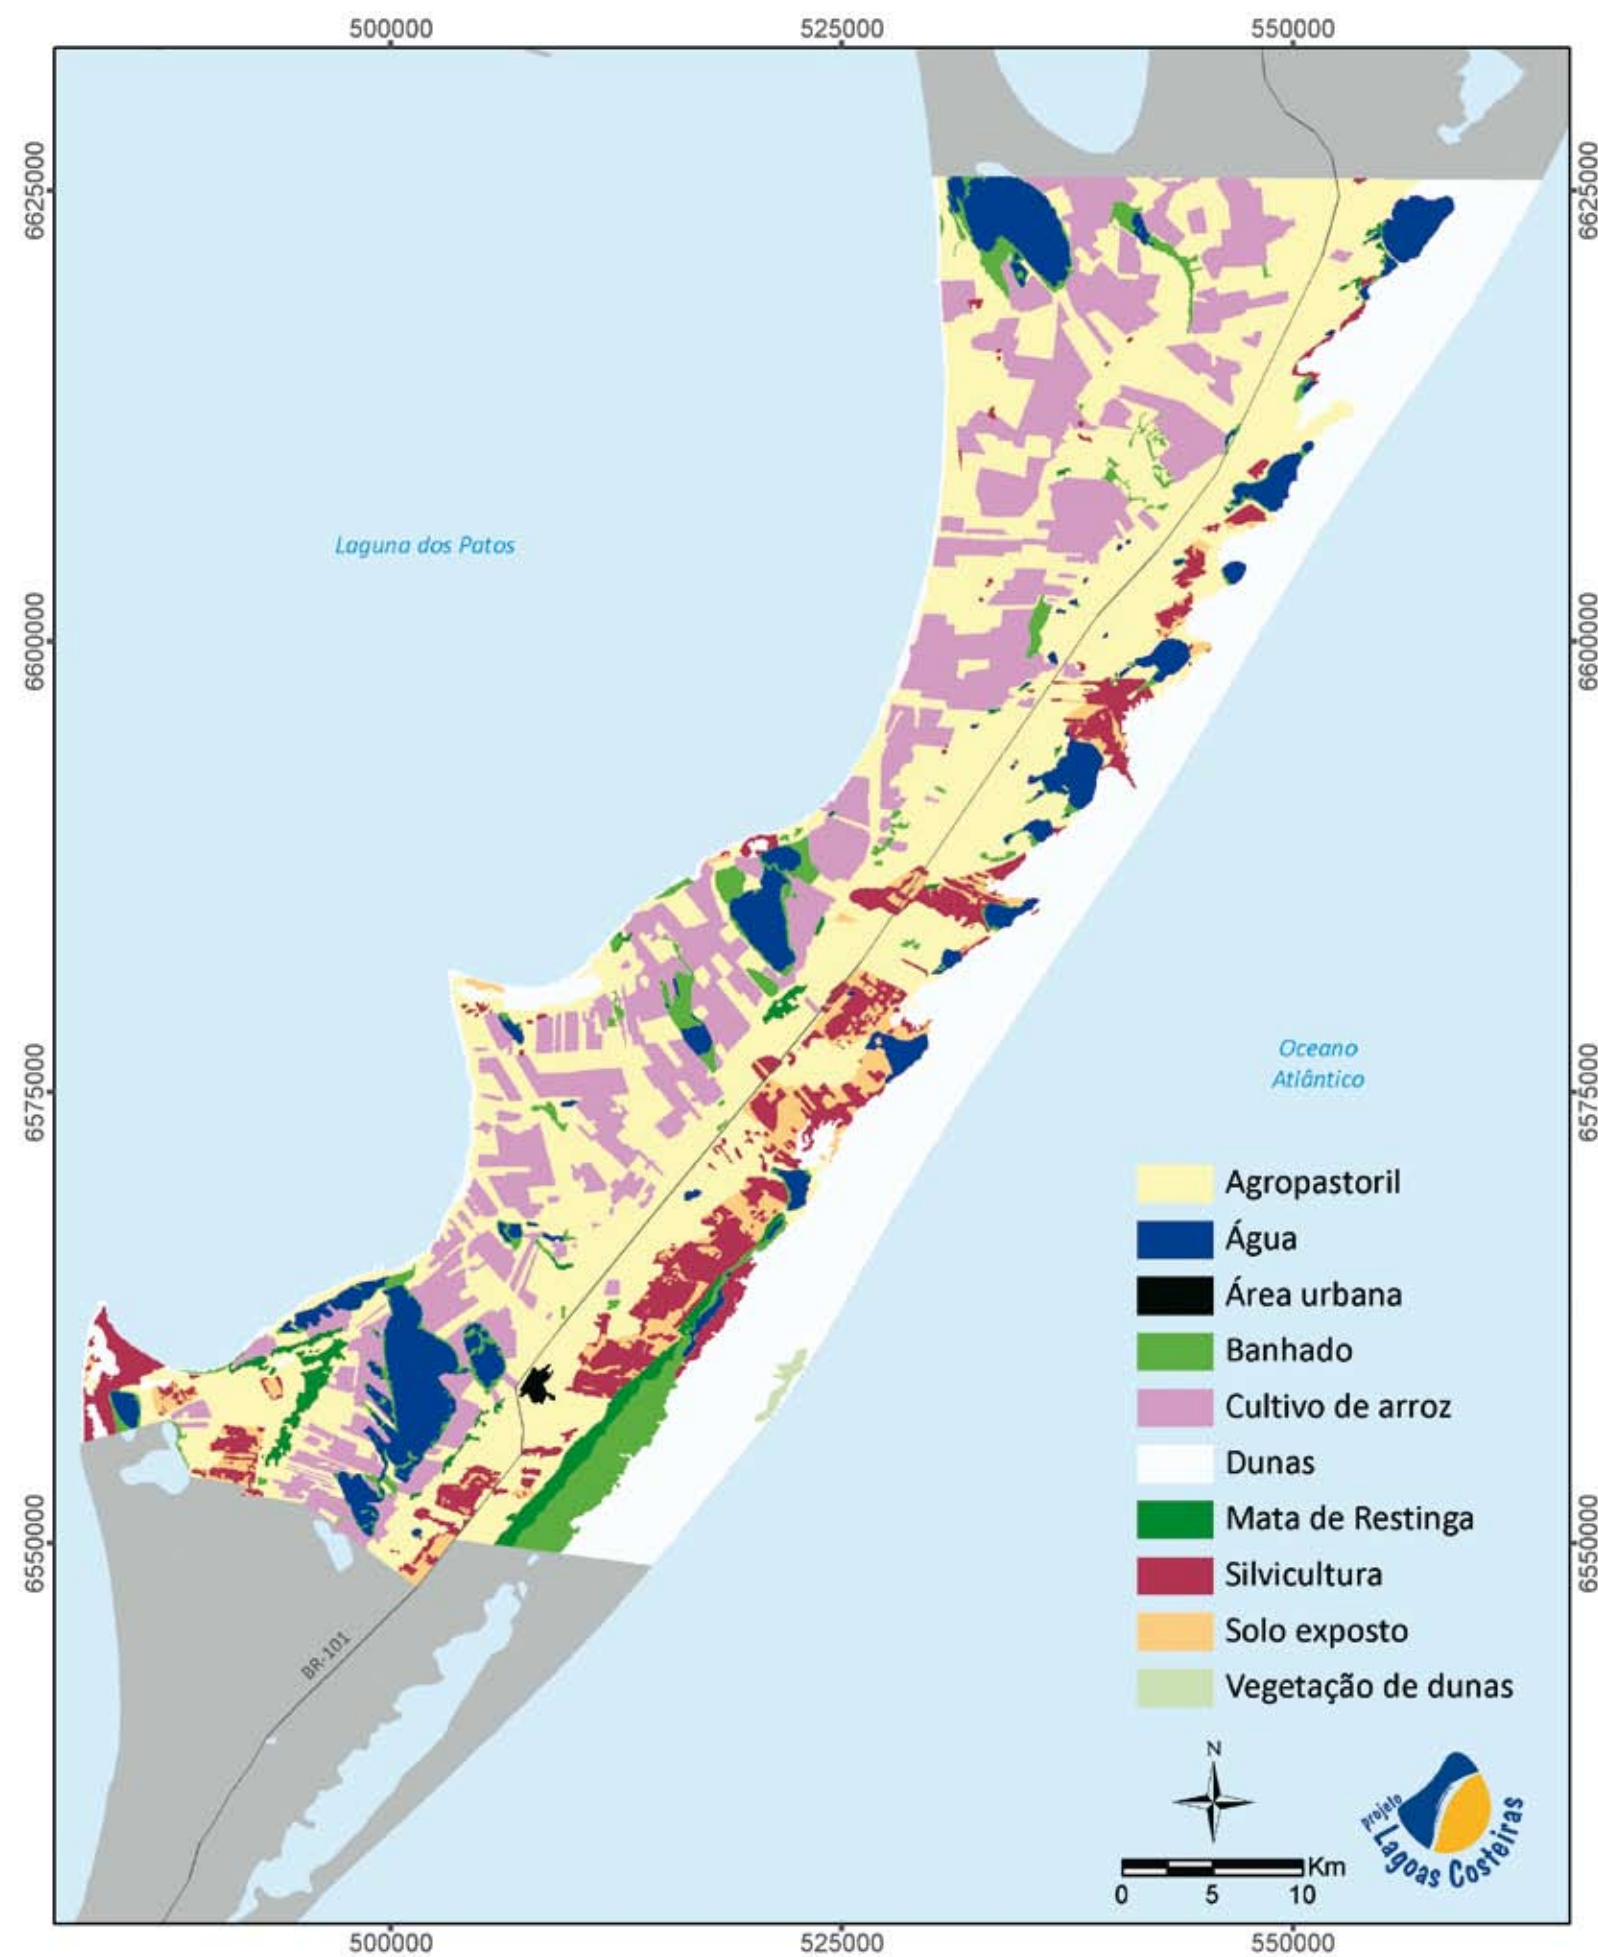 500000
525000
550000
6625000
6625000
Laguna dos Patos
6600000
6600000
Oceano
Atlântico
6575000
6575000
Agropastoril
Água
Área urbana
Banhado
Cultivo de arroz
Dunas
Mata de Restinga
Silvicultura
Solo exposto
Vegetação de dunas
6550000
6550000
BR-101
N
Km
0 5 10
projeto
Lagoas Costeiras
500000
525000
550000